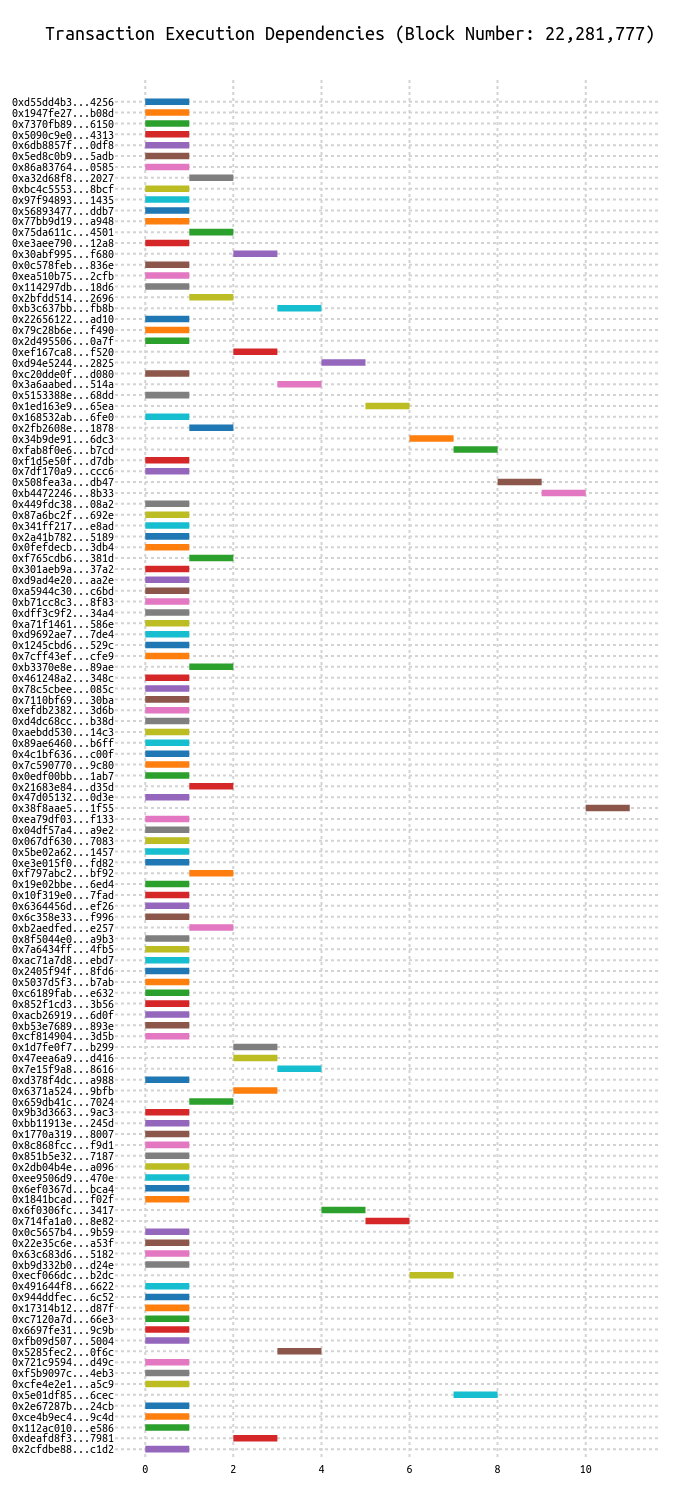 Transaction Execution Dependencies (Block Number: 22,281,777)
0xd55dd4b3...4256
0x1947fe27...b08d
0x7370fb89...6150
0x5090c9e0...4313
0x6db8857f...0df8
0x5ed8c0b9...5adb
0x86a83764...0585
0xa32d68f8...2027
0xbc4c5553...8bcf
0x97f94893...1435
0x56893477...ddb7
0x77bb9d19...a948
0x75da611c...4501
0xe3aee790...12a8
0x30abf995...f680
0x0c578feb...836e
0xea510b75...2cfb
0x114297db...18d6
0x2bfdd514...2696
0xb3c637bb...fb8b
0x22656122...ad10
0x79c28b6e...f490
0x2d495506...0a7f
0xef167ca8...f520
0xd94e5244...2825
0xc20dde0f...d080
0x3a6aabed...514a
0x5153388e...68dd
0x1ed163e9...65ea
0x168532ab...6fe0
0x2fb2608e...1878
0x34b9de91...6dc3
0xfab8f0e6...b7cd
0xf1d5e50f...d7db
0x7df170a9...ccc6
0x508fea3a...db47
0xb4472246...8b33
0x449fdc38...08a2
0x87a6bc2f...692e
0x341ff217...e8ad
0x2a41b782...5189
0x0fefdecb...3db4
0xf765cdb6...381d
0x301aeb9a...37a2
0xd9ad4e20...aa2e
0xa5944c30...c6bd
0xb71cc8c3...8f83
0xdff3c9f2...34a4
0xa71f1461...586e
0xd9692ae7...7de4
0x1245cbd6...529c
0x7cff43ef...cfe9
0xb3370e8e...89ae
0x461248a2...348c
0x78c5cbee...085c
0x7110bf69...30ba
0xefdb2382...3d6b
0xd4dc68cc...b38d
0xaebdd530...14c3
0x89ae6460...b6ff
0x4c1bf636...c00f
0x7c590770...9c80
0x0edf00bb...1ab7
0x21683e84...d35d
0x47d05132...0d3e
0x38f8aae5...1f55
0xea79df03...f133
0x04df57a4...a9e2
0x067df630...7083
0x5be02a62...1457
0xe3e015f0...fd82
0xf797abc2...bf92
0x19e02bbe...6ed4
0x10f319e0...7fad
0x6364456d...ef26
0x6c358e33...f996
0xb2aedfed...e257
0x8f5044e0...a9b3
0x7a6434ff...4fb5
0xac71a7d8...ebd7
0x2405f94f...8fd6
0x5037d5f3...b7ab
0xc6189fab...e632
0x852f1cd3...3b56
0xacb26919...6d0f
0xb53e7689...893e
0xcf814904...3d5b
0x1d7fe0f7...b299
0x47eea6a9...d416
0x7e15f9a8...8616
0xd378f4dc...a988
0x6371a524...9bfb
0x659db41c...7024
0x9b3d3663...9ac3
0xbb11913e...245d
0x1770a319...8007
0x8c868fcc...f9d1
0x851b5e32...7187
0x2db04b4e...a096
0xee9506d9...470e
0x6ef0367d...bca4
0x1841bcad...f02f
0x6f0306fc...3417
0x714fa1a0...8e82
0x0c5657b4...9b59
0x22e35c6e...a53f
0x63c683d6...5182
0xb9d332b0...d24e
0xecf066dc...b2dc
0x491644f8...6622
0x944ddfec...6c52
0x17314b12...d87f
0xc7120a7d...66e3
0x6697fe31...9c9b
0xfb09d507...5004
0x5285fec2...0f6c
0x721c9594...d49c
0xf5b9097c...4eb3
0xcfe4e2e1...a5c9
0x5e01df85...6cec
0x2e67287b...24cb
0xce4b9ec4...9c4d
0x112ac010...e586
0xdeafd8f3...7981
0x2cfdbe88...c1d2
0 2 4 6 8 10